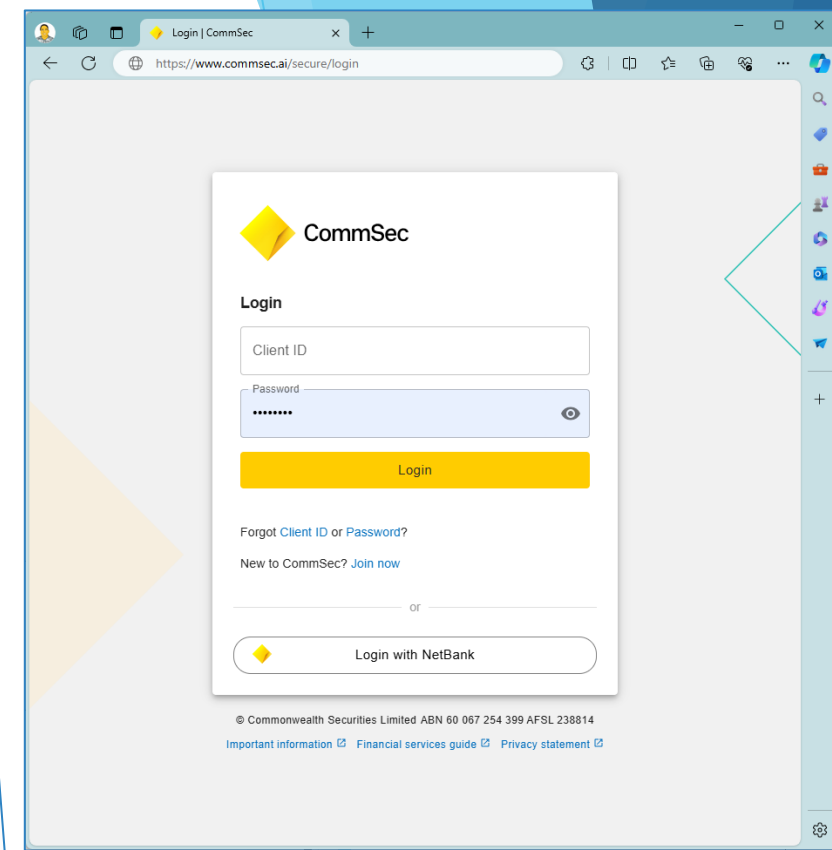 Login | CommSec
https://www.commsec.ai/secure/login
CommSec
Login
Client ID
Password
Login
Forgot Client ID or Password?
New to CommSec? Join now
or
Login with NetBank
© Commonwealth Securities Limited ABN 60 067 254 399 AFSL 238814
Important information Financial services guide Privacy statement